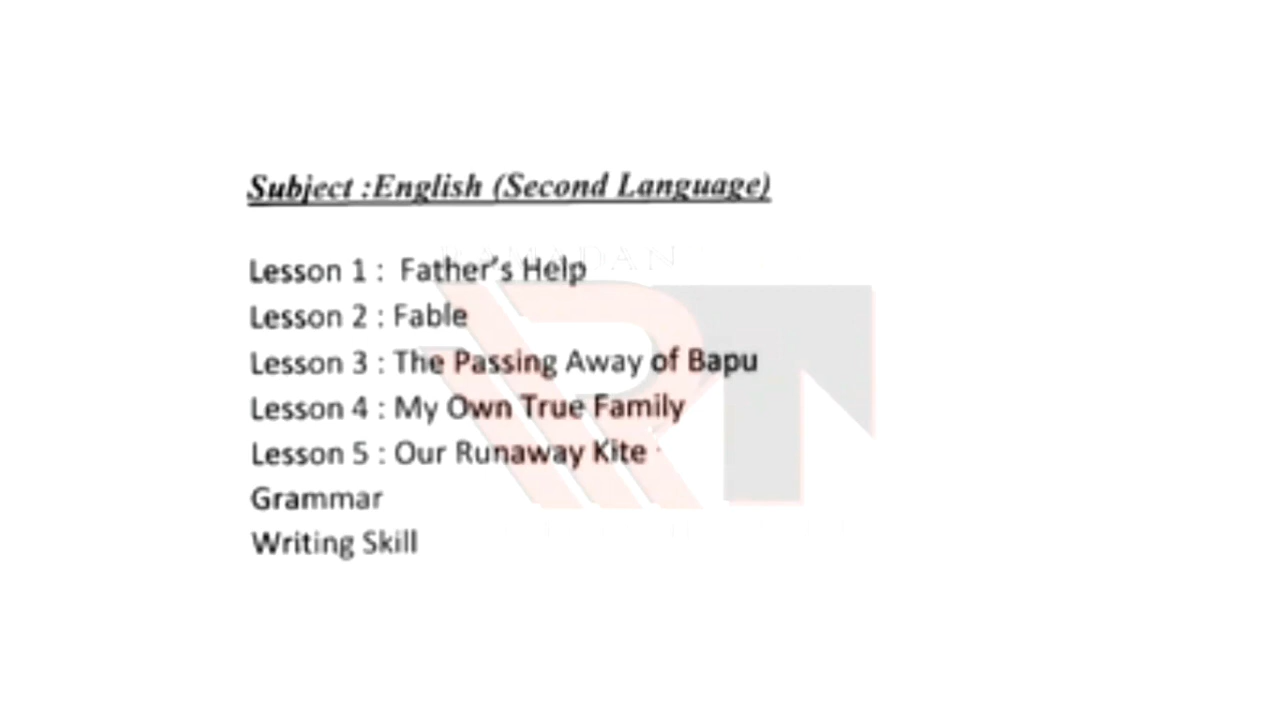 Subject :English (Second Language)
RAMADAN
Lesson 1 : Father's Help
Lesson 2 : Fable
Lesson 3 : The Passing Away of Bapu
Lesson 4 : My Own True Family
Lesson 5 : Our Runaway Kite
Grammar
Writing Skill